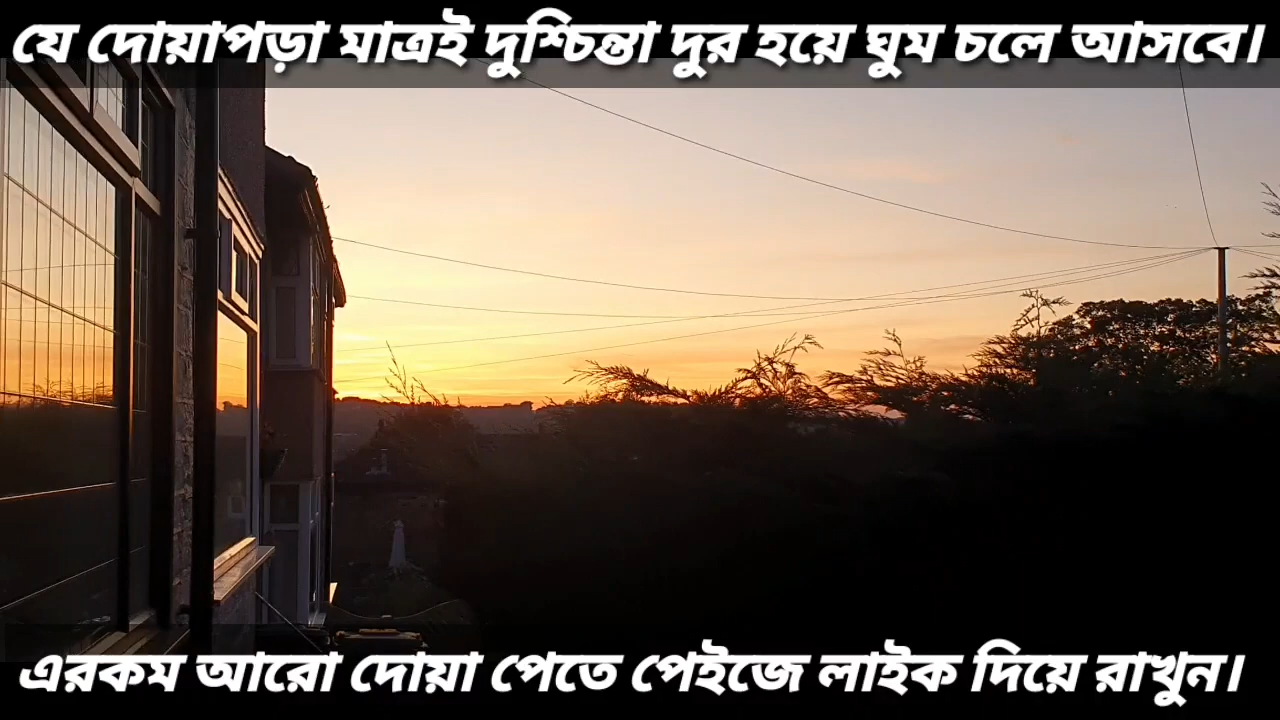 যে দোয়াপড়া মাত্রই দুশ্চিন্তা দুর হয়ে ঘুম চলে আসবে।
এরকম আরো দোয়া পেতে পেইজে লাইক দিয়ে রাখুন।